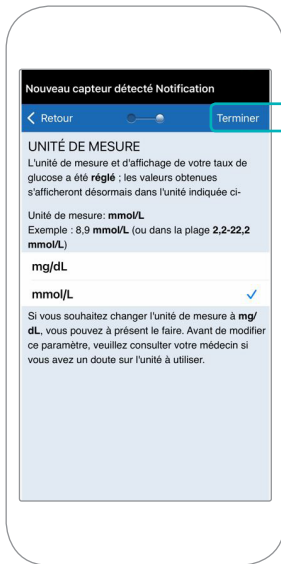 Nouveau capteur détecté Notification
Retour
Terminer
UNITÉ DE MESURE
L'unité de mesure et d'affichage de votre taux de
glucose a été réglé ; les valeurs obtenues
s'afficheront désormais dans l'unité indiquée ci-
Unité de mesure: mmol/L
Exemple : 8,9 mmol/L (ou dans la plage 2,2-22,2
mmol/L)
mg/dL
mmol/L
Si vous souhaitez changer l'unité de mesure à mg/
dL, vous pouvez à présent le faire. Avant de modifier
ce paramètre, veuillez consulter votre médecin si
vous avez un doute sur l'unité à utiliser.